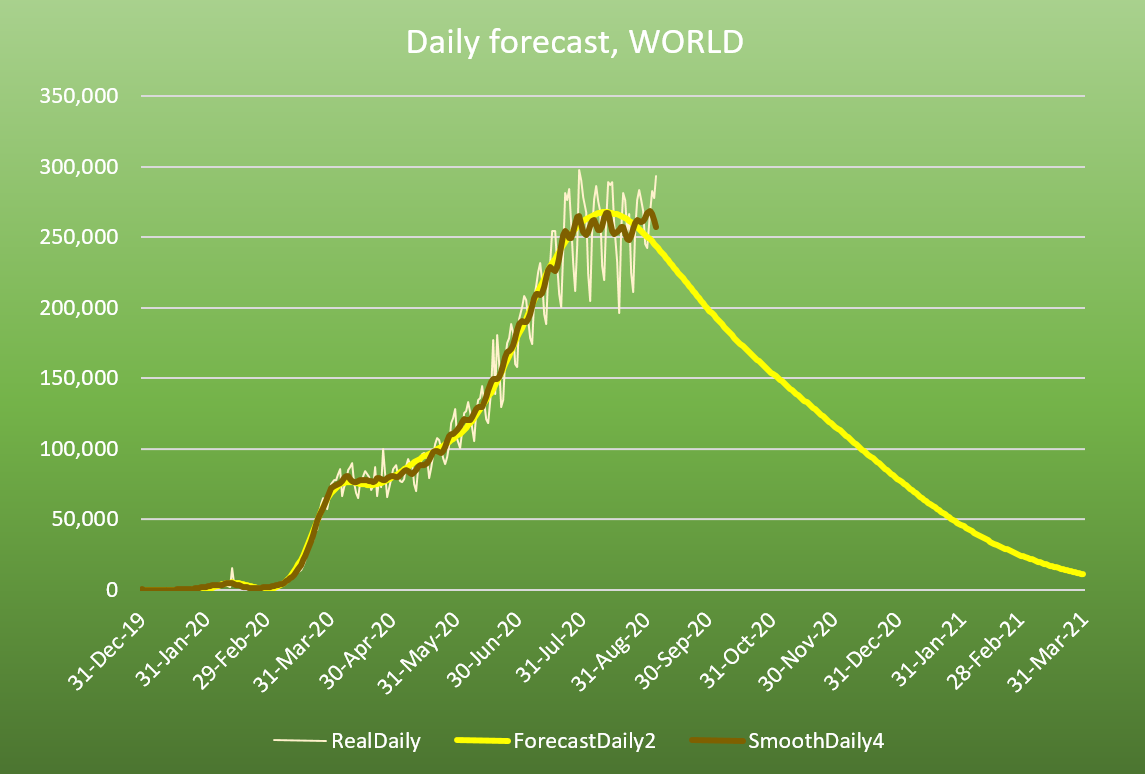 Daily forecast, WORLD
350,000
300,000
250,000
200,000
150,000
100,000
50,000
0
31-Dec-19
31-Jan-20
29-Feb-20
31-Mar-20
30-Apr-20
31-May-20
30-Jun-20
31-Jul-20
31-Aug-20
30-Sep-20
31-Oct-20
30-Nov-20
31-Dec-20
31-Jan-21
28-Feb-21
31-Mar-21
RealDaily ForecastDaily2 SmoothDaily4